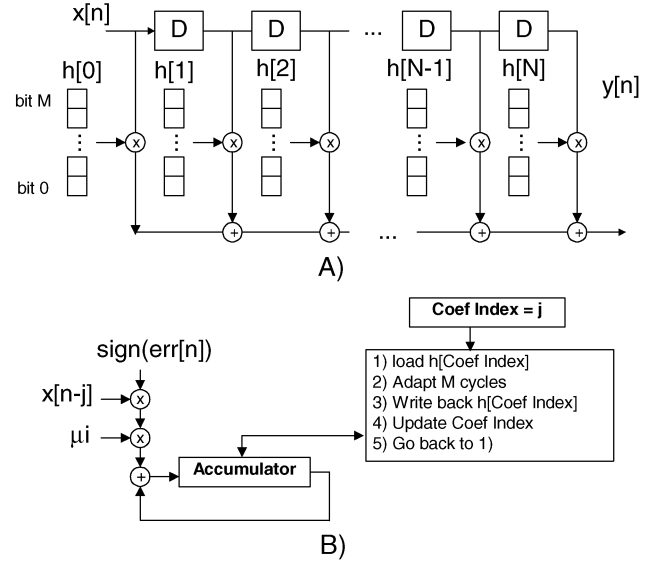 x[n]
D
D
...
D
D
h[0]
h[1]
h[2]
h[N-1]
h[N]
y[n]
bit M
x
x
x
x
x
bit 0
+
+
...
+
+
A)
Coef Index = j
sign(err[n])
1) load h[Coef Index]
2) Adapt M cycles
3) Write back h[Coef Index]
4) Update Coef Index
5) Go back to 1)
x[n-j]
x
μi
x
+
Accumulator
B)